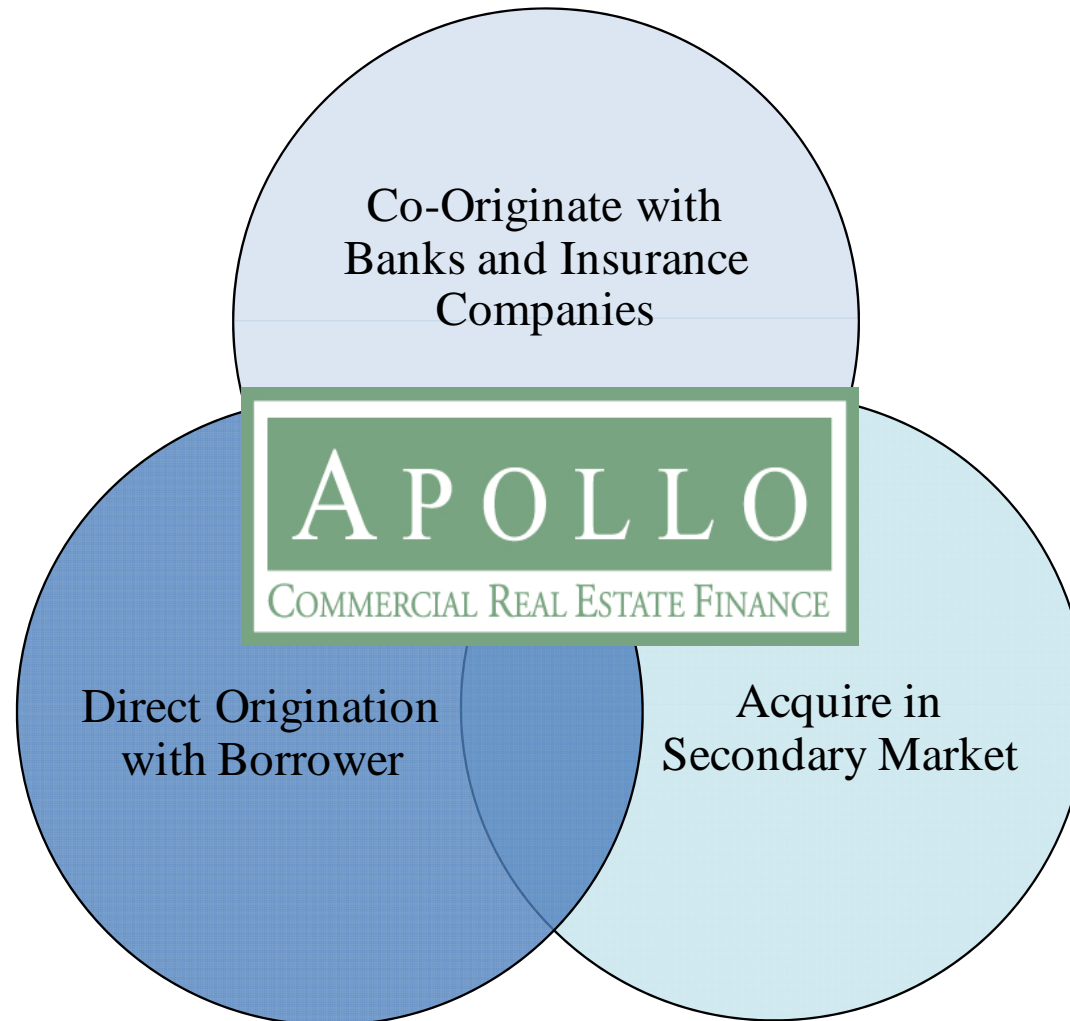 Co-Originate with
Banks and Insurance
Companies
APOLLO
COMMERCIAL REAL ESTATE FINANCE
Direct Origination
with Borrower
Acquire in
Secondary Market